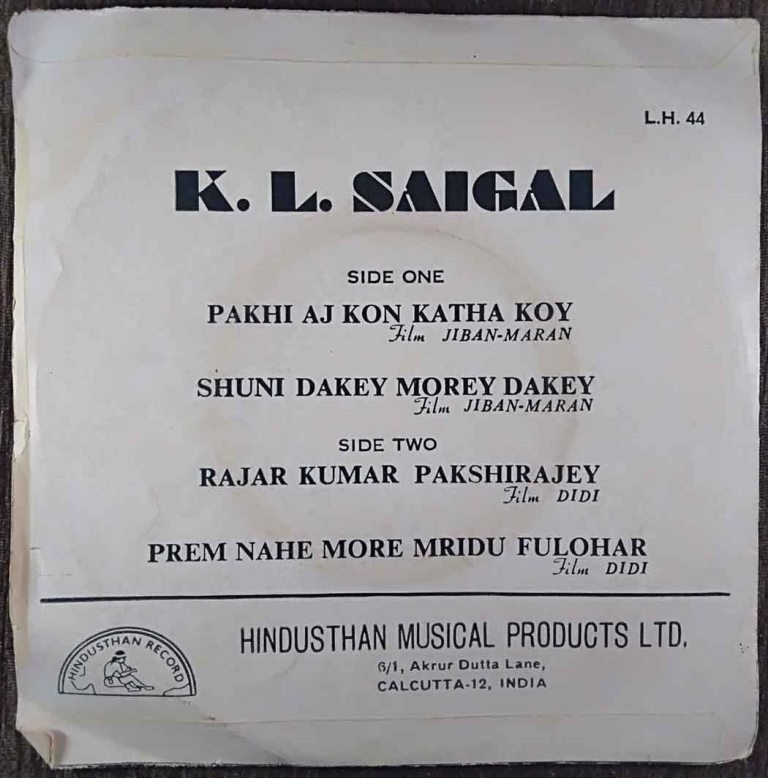 L.H. 44
K. L. SAIGAL
SIDE ONE
PAKHI AJ KON KATHA KOY
Film JIBAN-MARAN
SHUNI DAKEY MOREY DAKEY
Film JIBAN-MARAN
SIDE TWO
RAJAR KUMAR PAKSHIRAJEY
Film DIDI
PREM NAHE MORE MRIDU FULOHAR
Film DIDI
HINDUSTHAN RECORD
HINDUSTHAN MUSICAL PRODUCTS LTD.
6/1, Akrur Dutta Lane,
CALCUTTA-12, INDIA